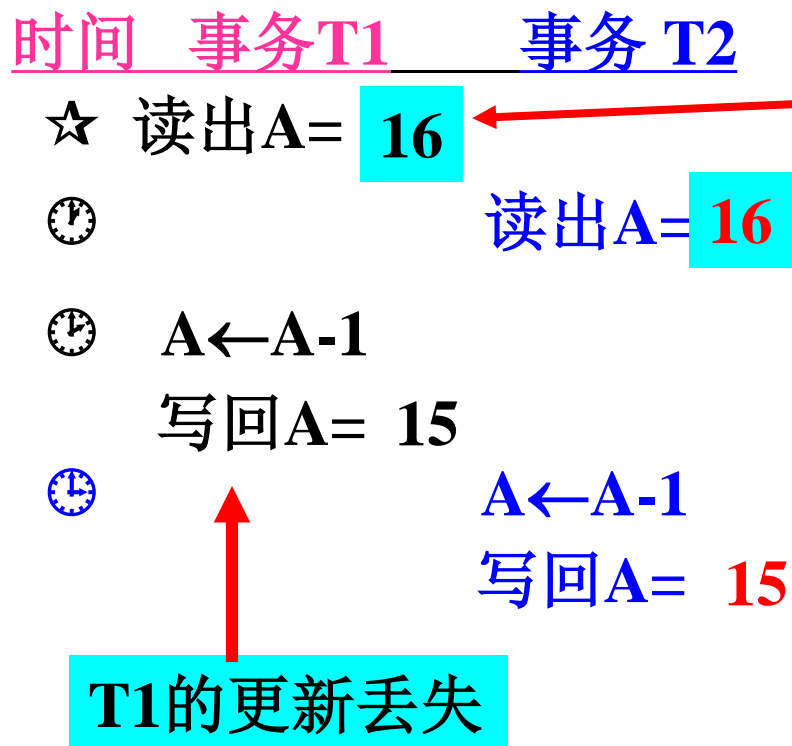 时间 事务T1 事务 T2
☆ 读出A= 16
读出A= 16
A←A-1
写回A= 15
A←A-1
写回A= 15
T1的更新丢失